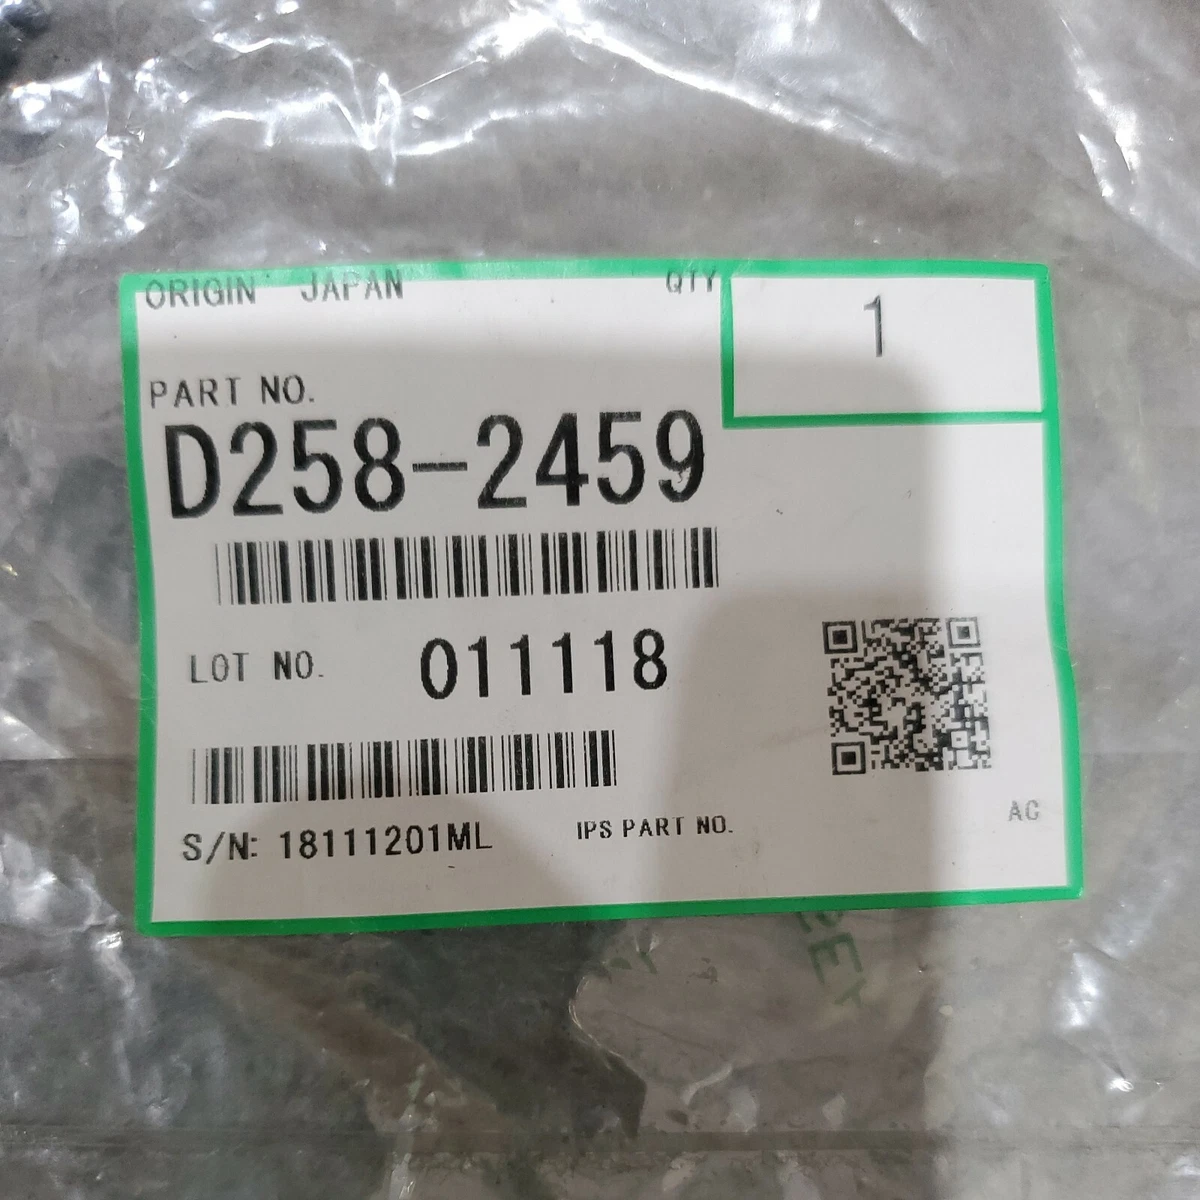 ORIGIN JAPAN QTY 1
PART NO.
D258-2459
LOT NO. 011118
S/N: 18111201ML IPS PART NO.
AC